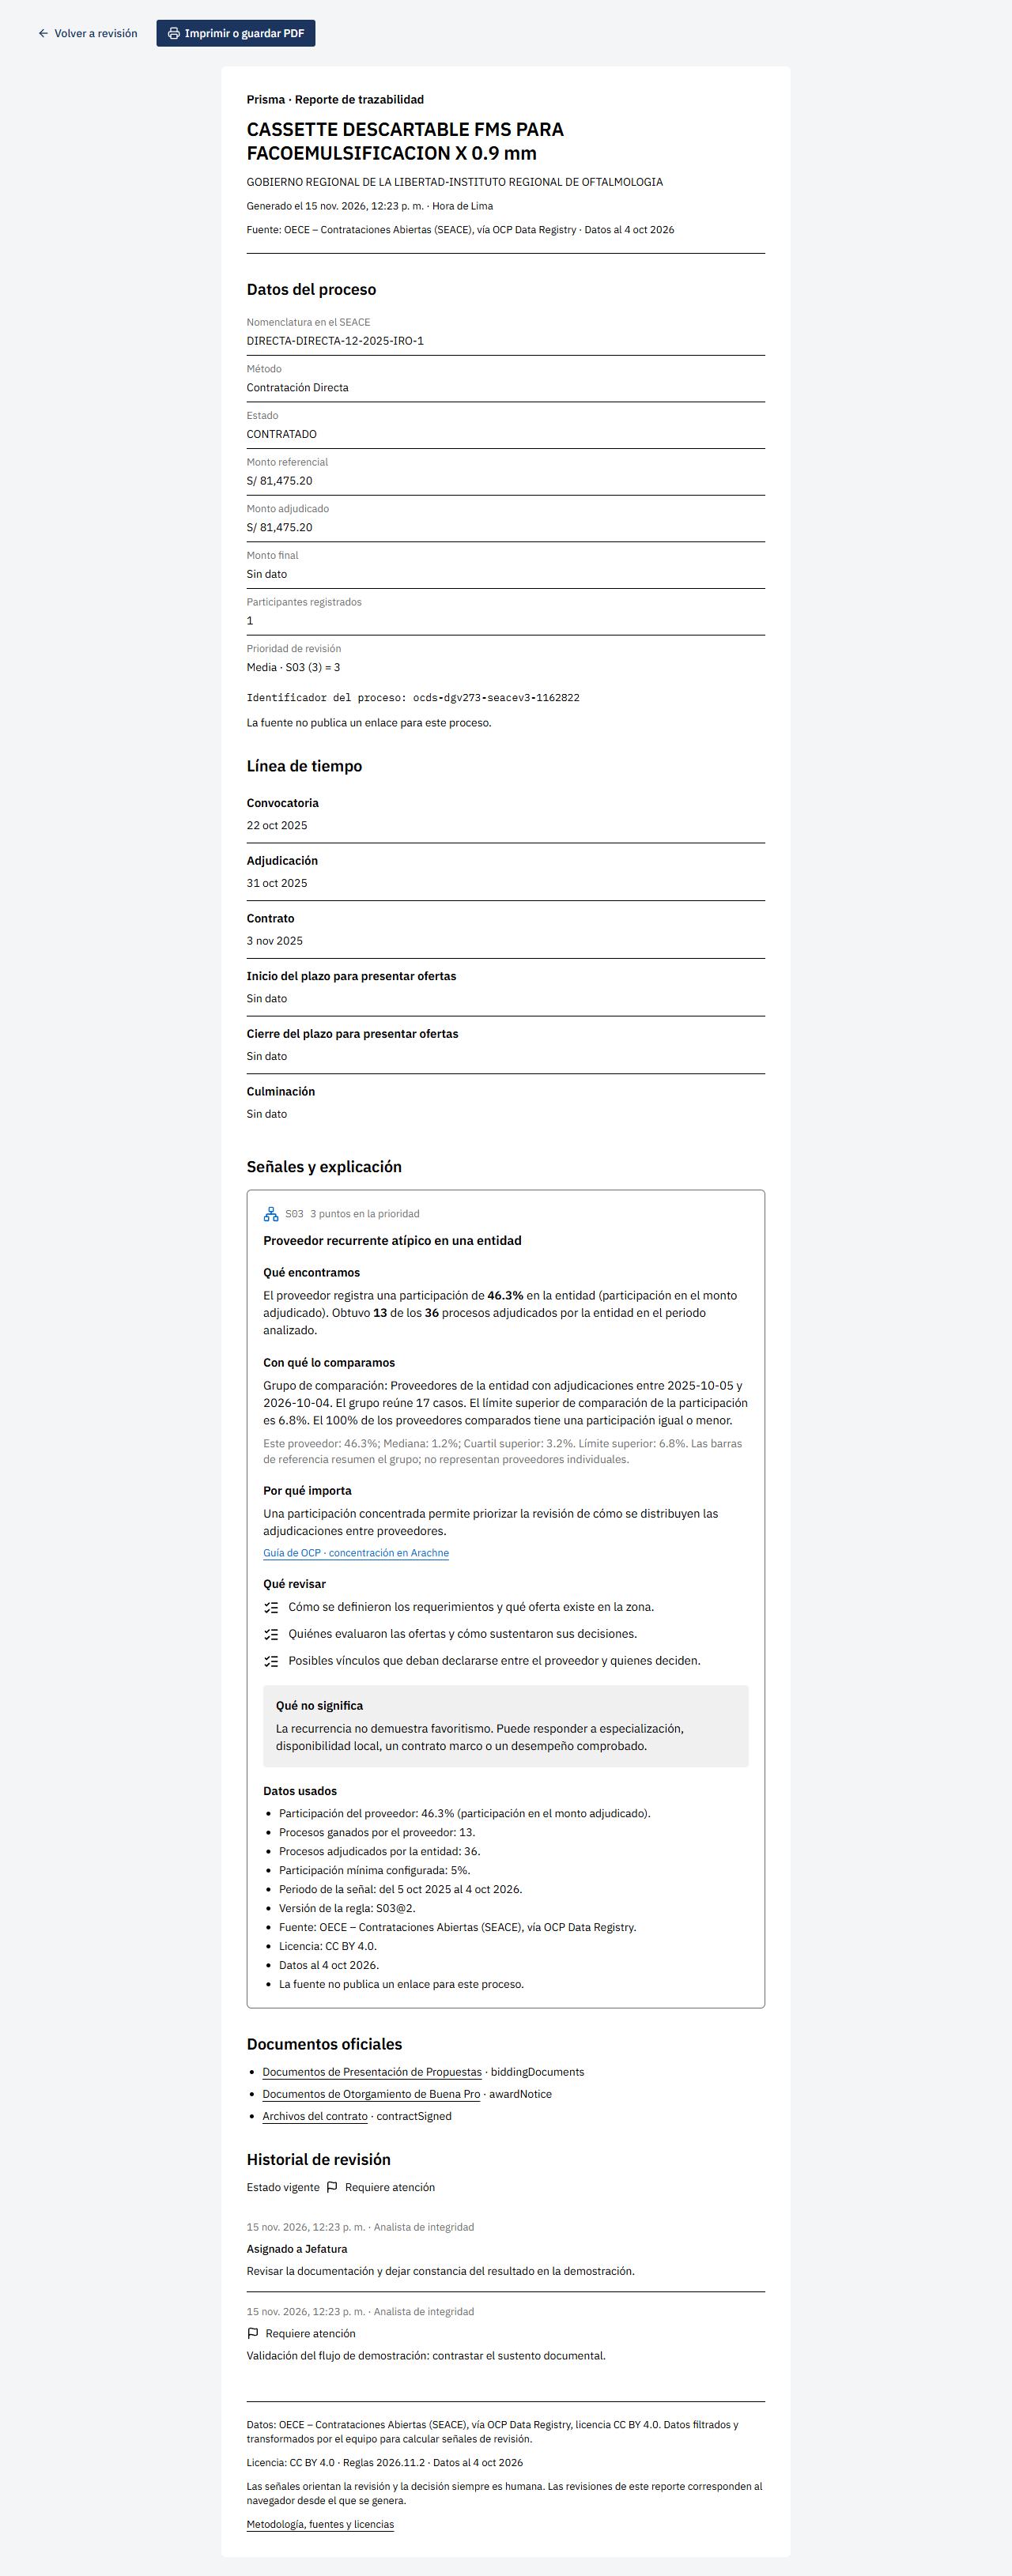 Volver a revisión
Imprimir o guardar PDF
Prisma · Reporte de trazabilidad
CASSETTE DESCARTABLE FMS PARA
FACOEMULSIFICACION X 0.9 mm
GOBIERNO REGIONAL DE LA LIBERTAD-INSTITUTO REGIONAL DE OFTALMOLOGIA
Generado el 15 nov. 2026, 12:23 p. m. · Hora de Lima
Fuente: OECE – Contrataciones Abiertas (SEACE), vía OCP Data Registry · Datos al 4 oct 2026
Datos del proceso
Nomenclatura en el SEACE
DIRECTA-DIRECTA-12-2025-IRO-1
Método
Contratación Directa
Estado
CONTRATADO
Monto referencial
S/ 81,475.20
Monto adjudicado
S/ 81,475.20
Monto final
Sin dato
Participantes registrados
1
Prioridad de revisión
Media · S03 (3) = 3
Identificador del proceso: ocds-dgv273-seacev3-1162822
La fuente no publica un enlace para este proceso.
Línea de tiempo
Convocatoria
22 oct 2025
Adjudicación
31 oct 2025
Contrato
3 nov 2025
Inicio del plazo para presentar ofertas
Sin dato
Cierre del plazo para presentar ofertas
Sin dato
Culminación
Sin dato
Señales y explicación
S03 3 puntos en la prioridad
Proveedor recurrente atípico en una entidad
Qué encontramos
El proveedor registra una participación de 46.3% en la entidad (participación en el monto
adjudicado). Obtuvo 13 de los 36 procesos adjudicados por la entidad en el periodo
analizado.
Con qué lo comparamos
Grupo de comparación: Proveedores de la entidad con adjudicaciones entre 2025-10-05 y
2026-10-04. El grupo reúne 17 casos. El límite superior de comparación de la participación
es 6.8%. El 100% de los proveedores comparados tiene una participación igual o menor.
Este proveedor: 46.3%; Mediana: 1.2%; Cuartil superior: 3.2%. Límite superior: 6.8%. Las barras
de referencia resumen el grupo; no representan proveedores individuales.
Por qué importa
Una participación concentrada permite priorizar la revisión de cómo se distribuyen las
adjudicaciones entre proveedores.
Guía de OCP · concentración en Arachne
Qué revisar
Cómo se definieron los requerimientos y qué oferta existe en la zona.
Quiénes evaluaron las ofertas y cómo sustentaron sus decisiones.
Posibles vínculos que deban declararse entre el proveedor y quienes deciden.
Qué no significa
La recurrencia no demuestra favoritismo. Puede responder a especialización,
disponibilidad local, un contrato marco o un desempeño comprobado.
Datos usados
• Participación del proveedor: 46.3% (participación en el monto adjudicado).
• Procesos ganados por el proveedor: 13.
• Procesos adjudicados por la entidad: 36.
• Participación mínima configurada: 5%.
• Periodo de la señal: del 5 oct 2025 al 4 oct 2026.
• Versión de la regla: S03@2.
• Fuente: OECE – Contrataciones Abiertas (SEACE), vía OCP Data Registry.
• Licencia: CC BY 4.0.
• Datos al 4 oct 2026.
• La fuente no publica un enlace para este proceso.
Documentos oficiales
• Documentos de Presentación de Propuestas · biddingDocuments
• Documentos de Otorgamiento de Buena Pro · awardNotice
• Archivos del contrato · contractSigned
Historial de revisión
Estado vigente Requiere atención
15 nov. 2026, 12:23 p. m. · Analista de integridad
Asignado a Jefatura
Revisar la documentación y dejar constancia del resultado en la demostración.
15 nov. 2026, 12:23 p. m. · Analista de integridad
Requiere atención
Validación del flujo de demostración: contrastar el sustento documental.
Datos: OECE – Contrataciones Abiertas (SEACE), vía OCP Data Registry, licencia CC BY 4.0. Datos filtrados y
transformados por el equipo para calcular señales de revisión.
Licencia: CC BY 4.0 · Reglas 2026.11.2 · Datos al 4 oct 2026
Las señales orientan la revisión y la decisión siempre es humana. Las revisiones de este reporte corresponden al
navegador desde el que se genera.
Metodología, fuentes y licencias